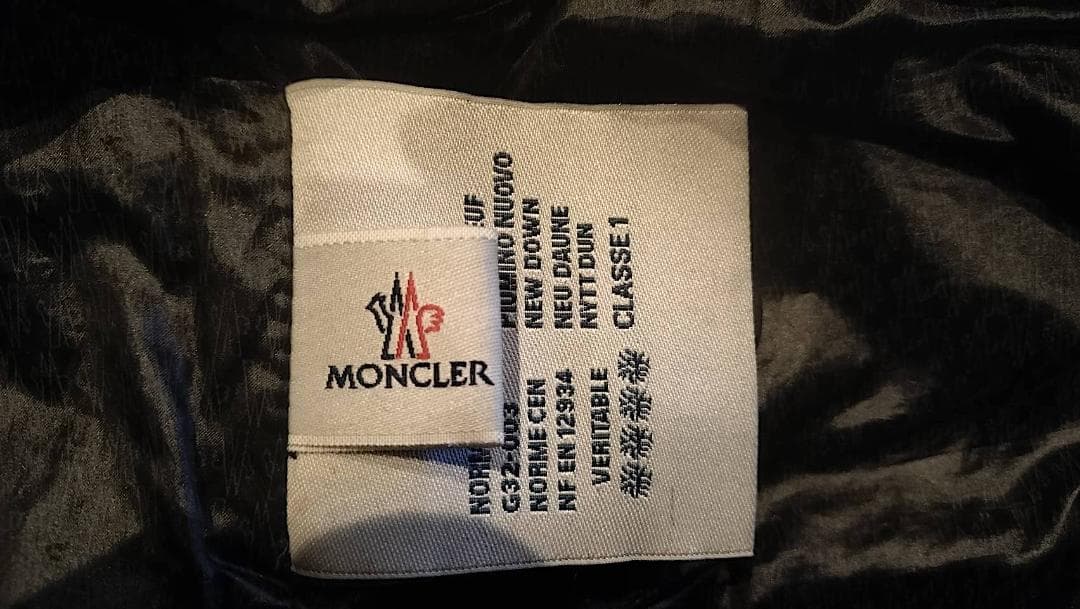 MONCLER
NORM
G32-003
NORME CEN
NF EN 12934
VERITABLE
PIUMINO NUOVO
NEW DOWN
NEU DAUNE
NYTT DUN
CLASSE 1